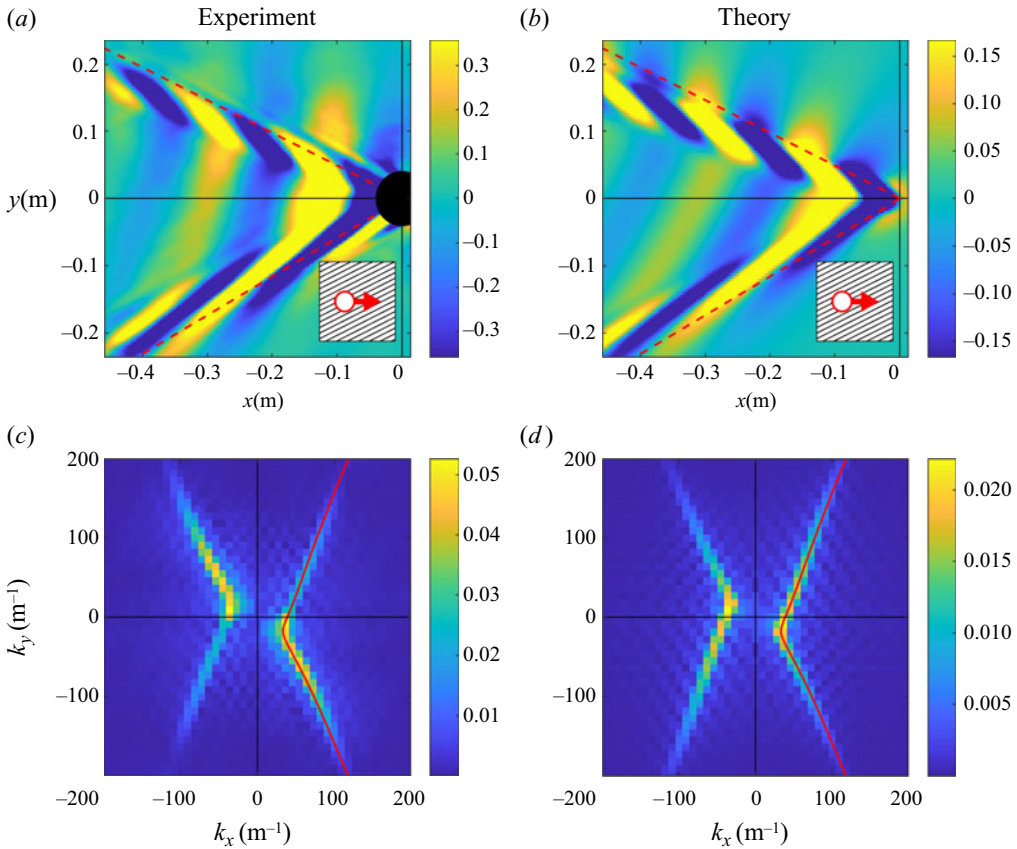 (a) Experiment (b) Theory
0.2 0.3 0.2 0.15
0.2 0.10
0.1 0.1
0.1 0.05
y(m) 0 0 0 0
–0.1 –0.05
–0.1 –0.1
–0.2 –0.10
–0.2 –0.3 –0.2 –0.15
–0.4 –0.3 –0.2 –0.1 0 –0.4 –0.3 –0.2 –0.1 0
x(m) x(m)
(c) (d)
200 0.05 200
0.020
100 0.04 100
0.015
0.03
k_y (m⁻¹) 0 0
0.02 0.010
–100 –100
0.01 0.005
–200 –100 0 100 200 –200 –100 0 100 200
k_x (m⁻¹) k_x (m⁻¹)